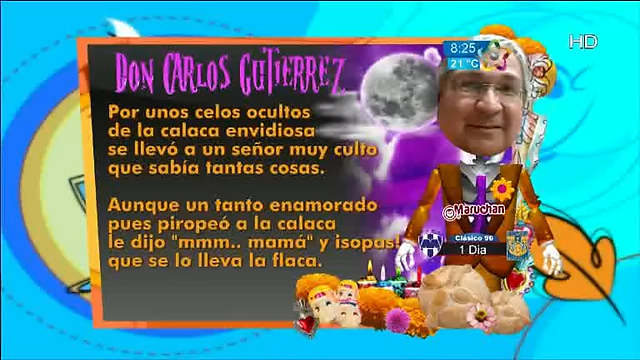 8:25
21 °C
HD
DON CARLOS GUTIERREZ
Por unos celos ocultos
de la calaca envidiosa
se llevó a un señor muy culto
que sabía tantas cosas.
Aunque un tanto enamorado
pues piropeó a la calaca
le dijo "mmm.. mamá" y ¡sopas!
que se lo lleva la flaca.
@Maruchan
Clásico 96
1 Dia